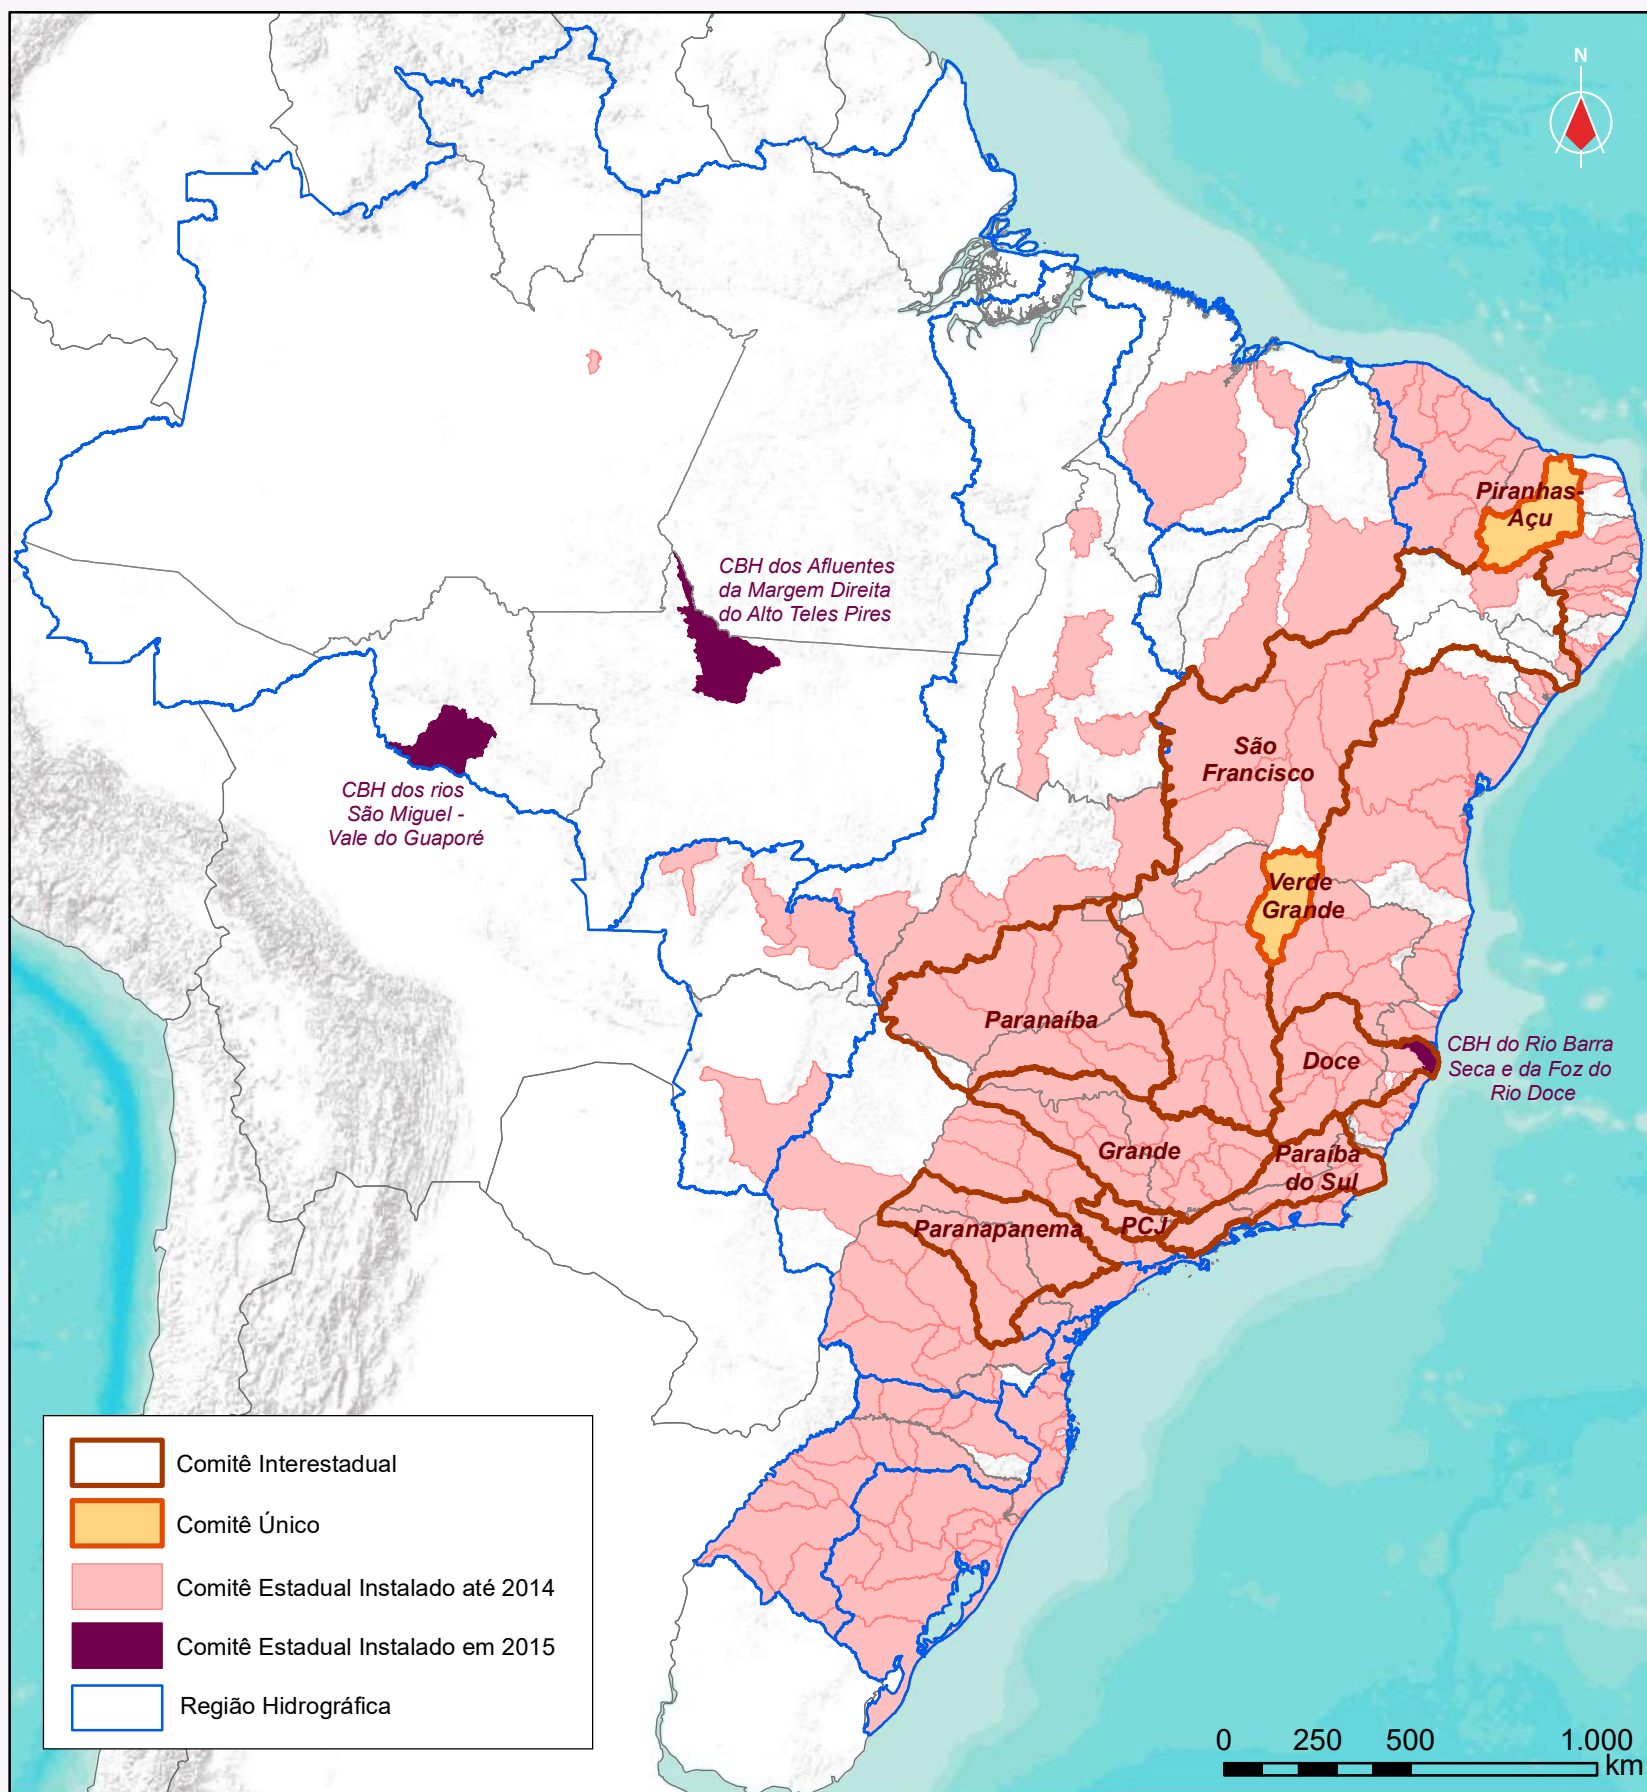 N
Piranhas-
Açu
CBH dos Afluentes
da Margem Direita
do Alto Teles Pires
São
Francisco
CBH dos rios
São Miguel -
Vale do Guaporé
Verde
Grande
Paranaíba
Doce
CBH do Rio Barra
Seca e da Foz do
Rio Doce
Grande
Paraíba
do Sul
Paranapanema
PCJ
Comitê Interestadual
Comitê Único
Comitê Estadual Instalado até 2014
Comitê Estadual Instalado em 2015
Região Hidrográfica
0 250 500 1.000
km